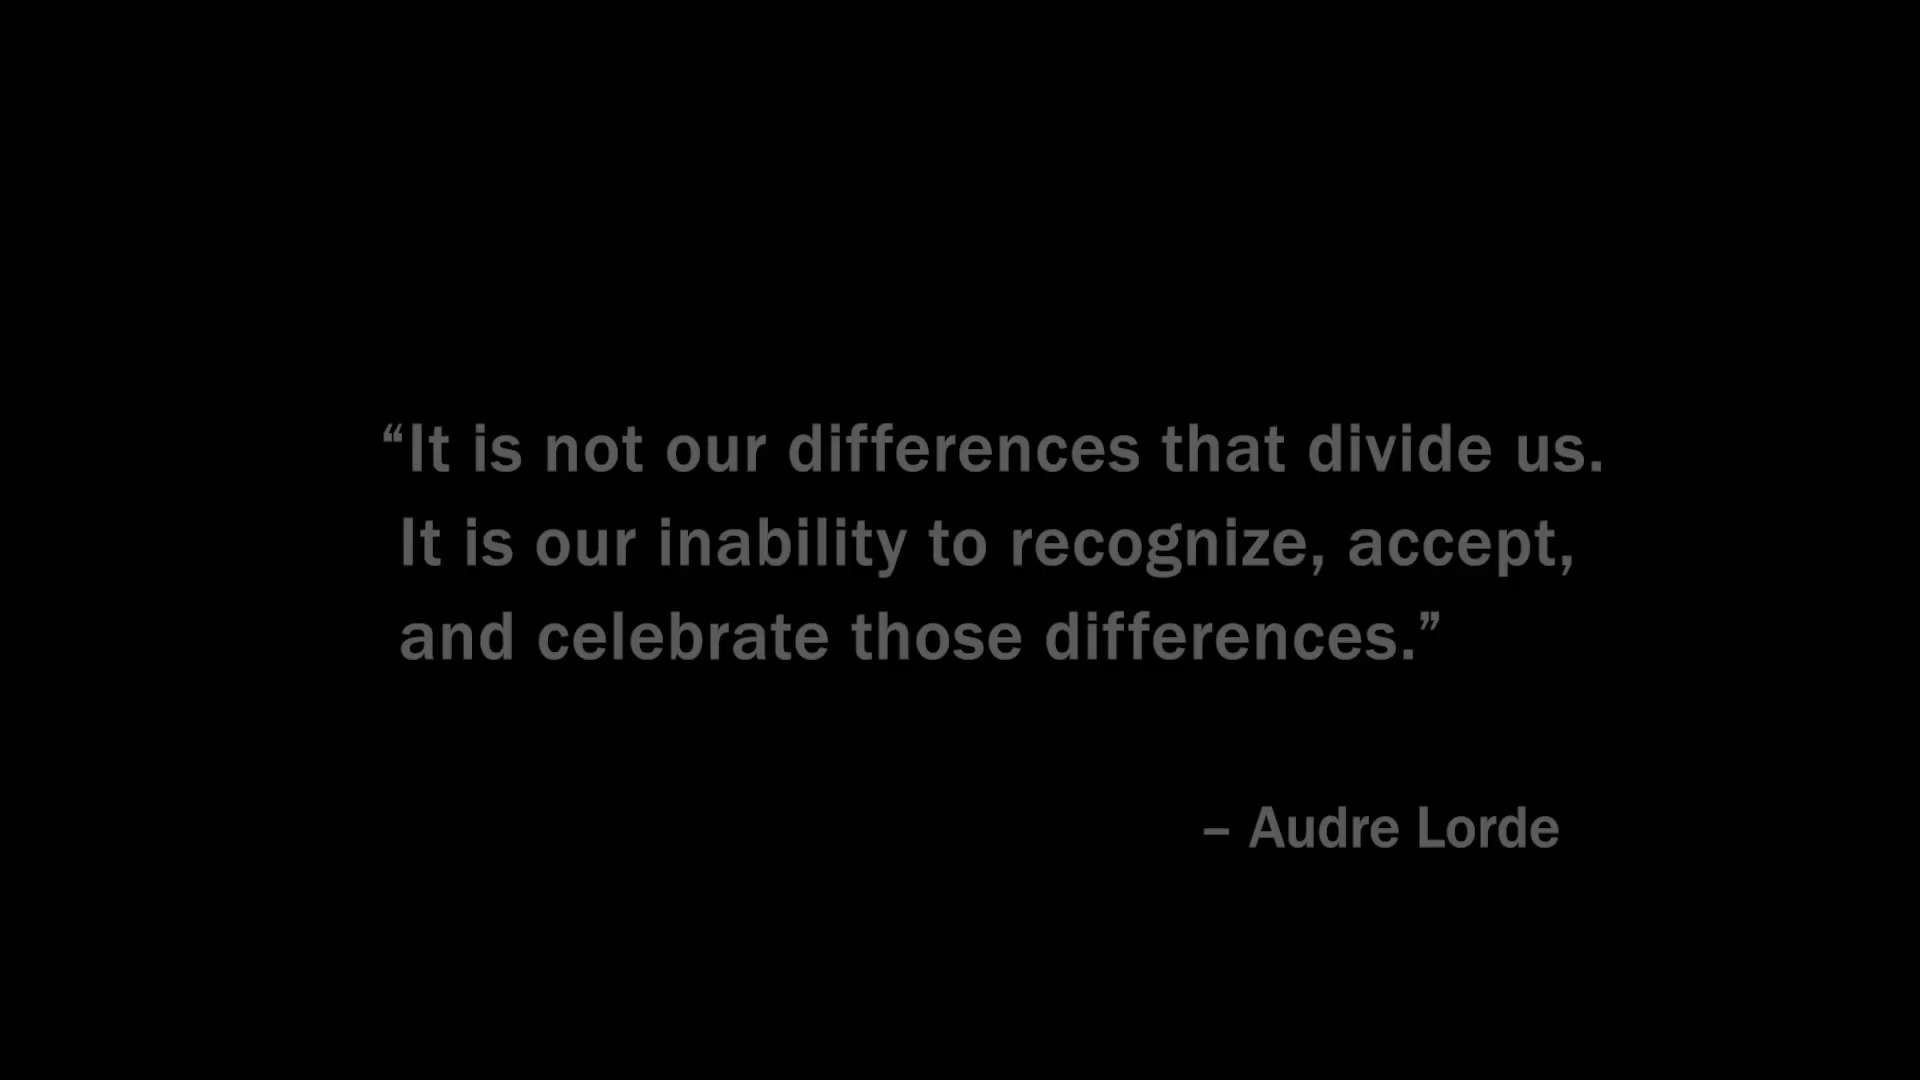 “It is not our differences that divide us.
It is our inability to recognize, accept,
and celebrate those differences.”
– Audre Lorde